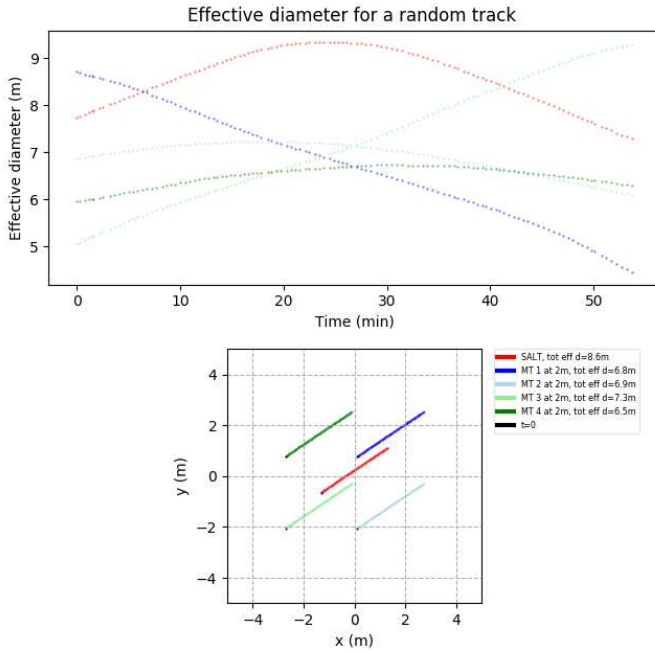 Effective diameter for a random track
Effective diameter (m)
9
8
7
6
5
0 10 20 30 40 50
Time (min)
y (m)
4
2
0
−2
−4
−4 −2 0 2 4
x (m)
SALT, tot eff d=8.6m
MT 1 at 2m, tot eff d=6.8m
MT 2 at 2m, tot eff d=6.9m
MT 3 at 2m, tot eff d=7.3m
MT 4 at 2m, tot eff d=6.5m
t=0